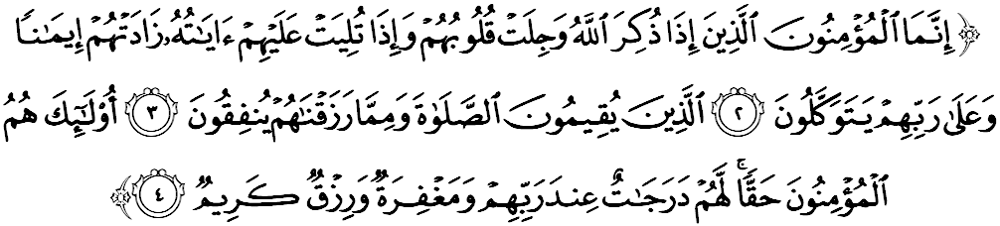 ﴿ إِنَّمَا ٱلْمُؤْمِنُونَ ٱلَّذِينَ إِذَا ذُكِرَ ٱللَّهُ وَجِلَتْ قُلُوبُهُمْ وَإِذَا تُلِيَتْ عَلَيْهِمْ ءَايَـٰتُهُۥ زَادَتْهُمْ إِيمَـٰنًا
وَعَلَىٰ رَبِّهِمْ يَتَوَكَّلُونَ ٢ ٱلَّذِينَ يُقِيمُونَ ٱلصَّلَوٰةَ وَمِمَّا رَزَقْنَـٰهُمْ يُنفِقُونَ ٣ أُوْلَـٰٓئِكَ هُمُ
ٱلْمُؤْمِنُونَ حَقًّاۚ لَّهُمْ دَرَجَـٰتٌ عِندَ رَبِّهِمْ وَمَغْفِرَةٌ وَرِزْقٌ كَرِيمٌ ٤ ﴾